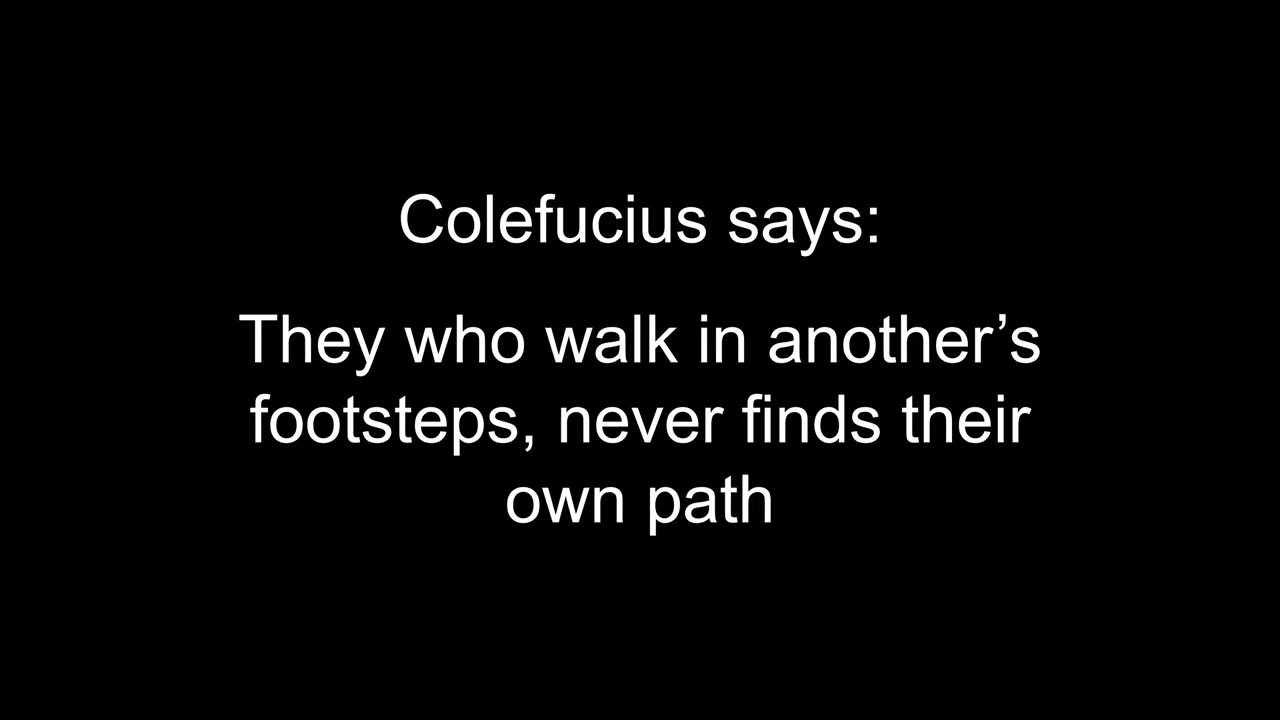 Colefucius says:
They who walk in another’s
footsteps, never finds their
own path